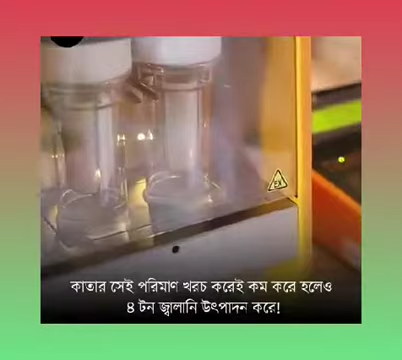 কাতার সেই পরিমাণ খরচ করেই কম করে হলেও
৪ টন জ্বালানি উৎপাদন করে!